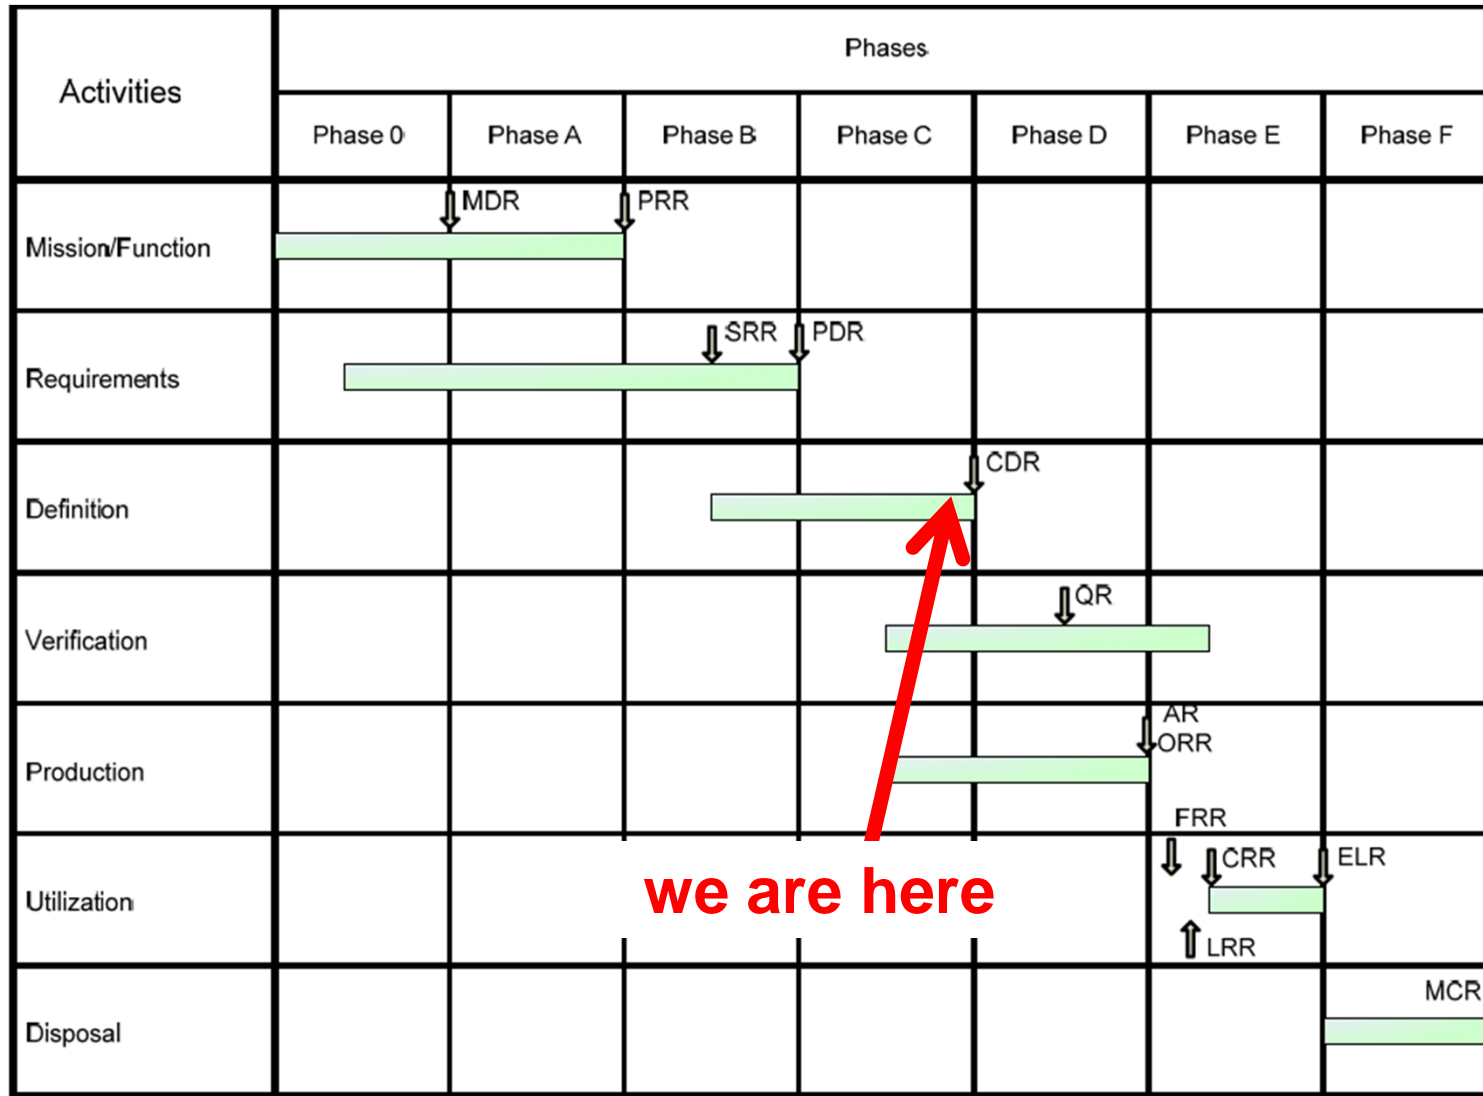 Phases
Activities
Phase 0 Phase A Phase B Phase C Phase D Phase E Phase F
MDR PRR
Mission/Function
SRR PDR
Requirements
CDR
Definition
QR
Verification
AR
ORR
Production
FRR
CRR ELR
Utilization
we are here
LRR
MCR
Disposal